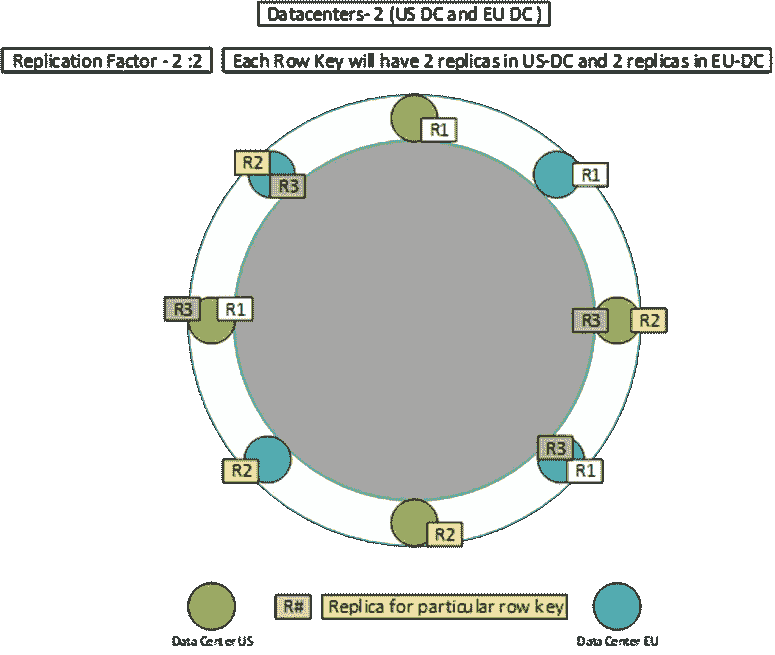 Datacenters- 2 (US DC and EU DC )
Replication Factor - 2 :2
Each Row Key will have 2 replicas in US-DC and 2 replicas in EU-DC
R1
R2
R3
R1
R3
R1
R3
R2
R3
R2
R1
R2
R#
Replica for particular row key
Data Center US
Data Center EU